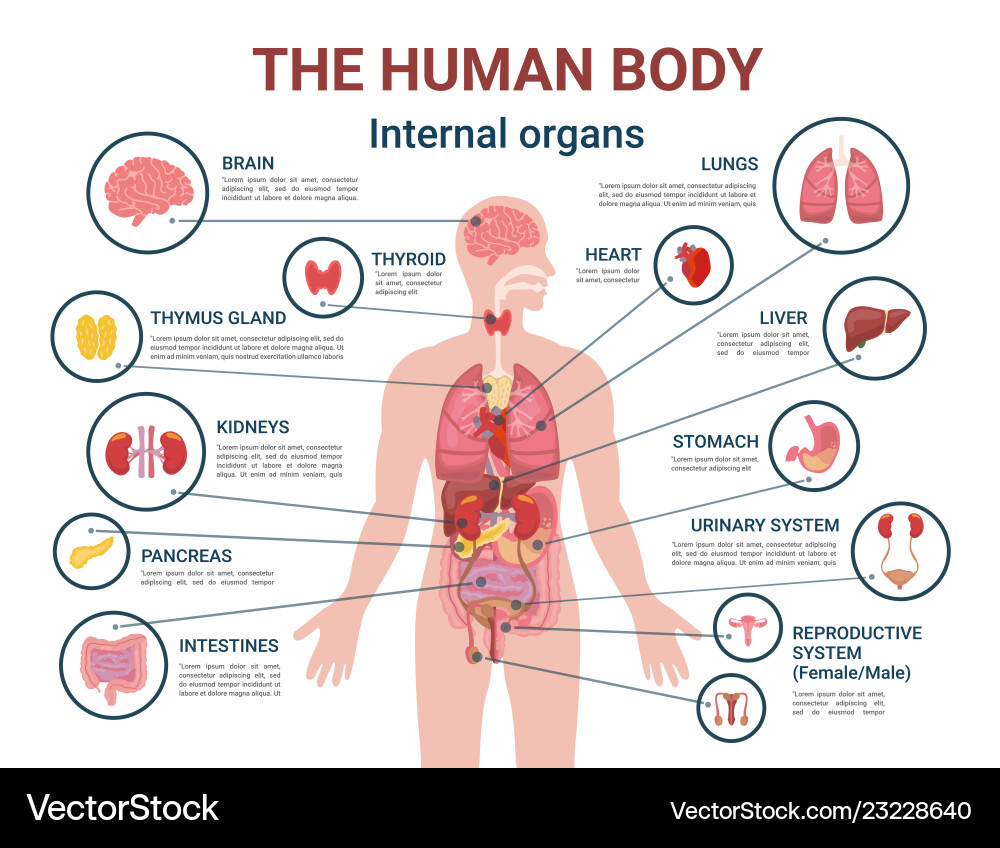 THE HUMAN BODY
Internal organs
BRAIN
"Lorem ipsum dolor sit amet, consectetur
adipiscing elit, sed do eiusmod tempor
incididunt ut labore et dolore magna aliqua.
THYROID
"Lorem ipsum dolor
sit amet, consectetur
adipiscing elit
THYMUS GLAND
"Lorem ipsum dolor sit amet, consectetur adipiscing elit, sed do
eiusmod tempor incididunt ut labore et dolore magna aliqua. Ut
enim ad minim veniam, quis nostrud exercitation ullamco laboris
KIDNEYS
"Lorem ipsum dolor sit amet, consectetur
adipiscing elit, sed do eiusmod tempor
incididunt ut labore et dolore magna
aliqua. Ut enim ad minim veniam, quis
PANCREAS
"Lorem ipsum dolor sit amet, consectetur
adipiscing elit, sed do eiusmod tempor
INTESTINES
"Lorem ipsum dolor sit amet,
consectetur adipiscing elit, sed do
eiusmod tempor incididunt ut
labore et dolore magna aliqua. Ut
LUNGS
"Lorem ipsum dolor sit amet, consectetur adipiscing
elit, sed do eiusmod tempor incididunt ut labore et
dolore magna aliqua. Ut enim ad minim veniam, quis
HEART
"Lorem ipsum dolor
sit amet, consectetur
LIVER
"Lorem ipsum dolor sit amet,
consectetur adipiscing elit,
sed do eiusmod tempor
STOMACH
"Lorem ipsum dolor sit amet,
consectetur adipiscing elit
URINARY SYSTEM
"Lorem ipsum dolor sit amet, consectetur adipiscing
elit, sed do eiusmod tempor incididunt ut labore et
dolore magna aliqua. Ut enim ad minim veniam, quis
REPRODUCTIVE
SYSTEM
(Female/Male)
"Lorem ipsum dolor sit amet,
consectetur adipiscing elit,
sed do eiusmod tempor
VectorStock
VectorStock.com/23228640